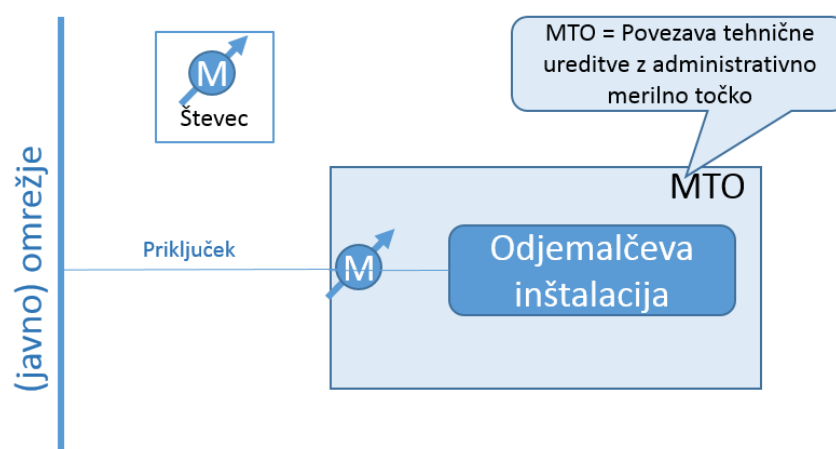 MTO = Povezava tehnične
ureditve z administrativno
merilno točko
M
Števec
MTO
(javno) omrežje
Priključek
M
Odjemalčeva
inštalacija